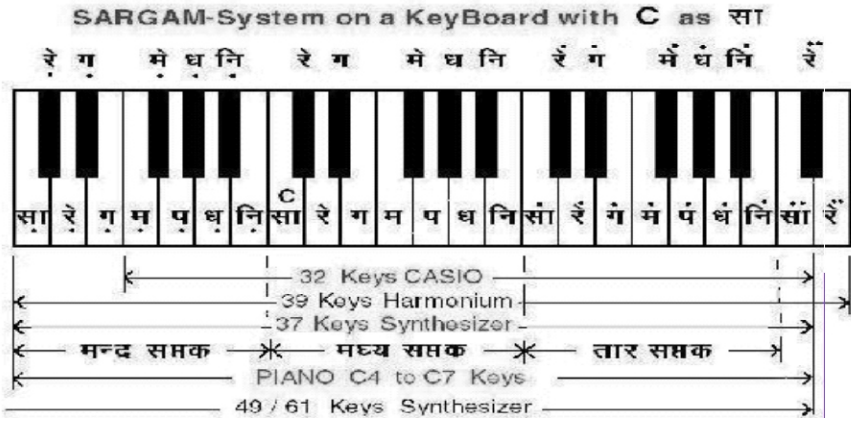 SARGAM-System on a KeyBoard with C as सा
रे़ ग़ मे़ ध़ नि़ रे ग मे ध नि रें गं में धं निं रें
C
सा़ रे़ ग़ म़ प़ ध़ नि़ सा रे ग म प ध नि सां रें गं मं पं धं निं सां रें
32 Keys CASIO
39 Keys Harmonium
37 Keys Synthesizer
मन्द सप्तक मध्य सप्तक तार सप्तक
PIANO C4 to C7 Keys
49 / 61 Keys Synthesizer